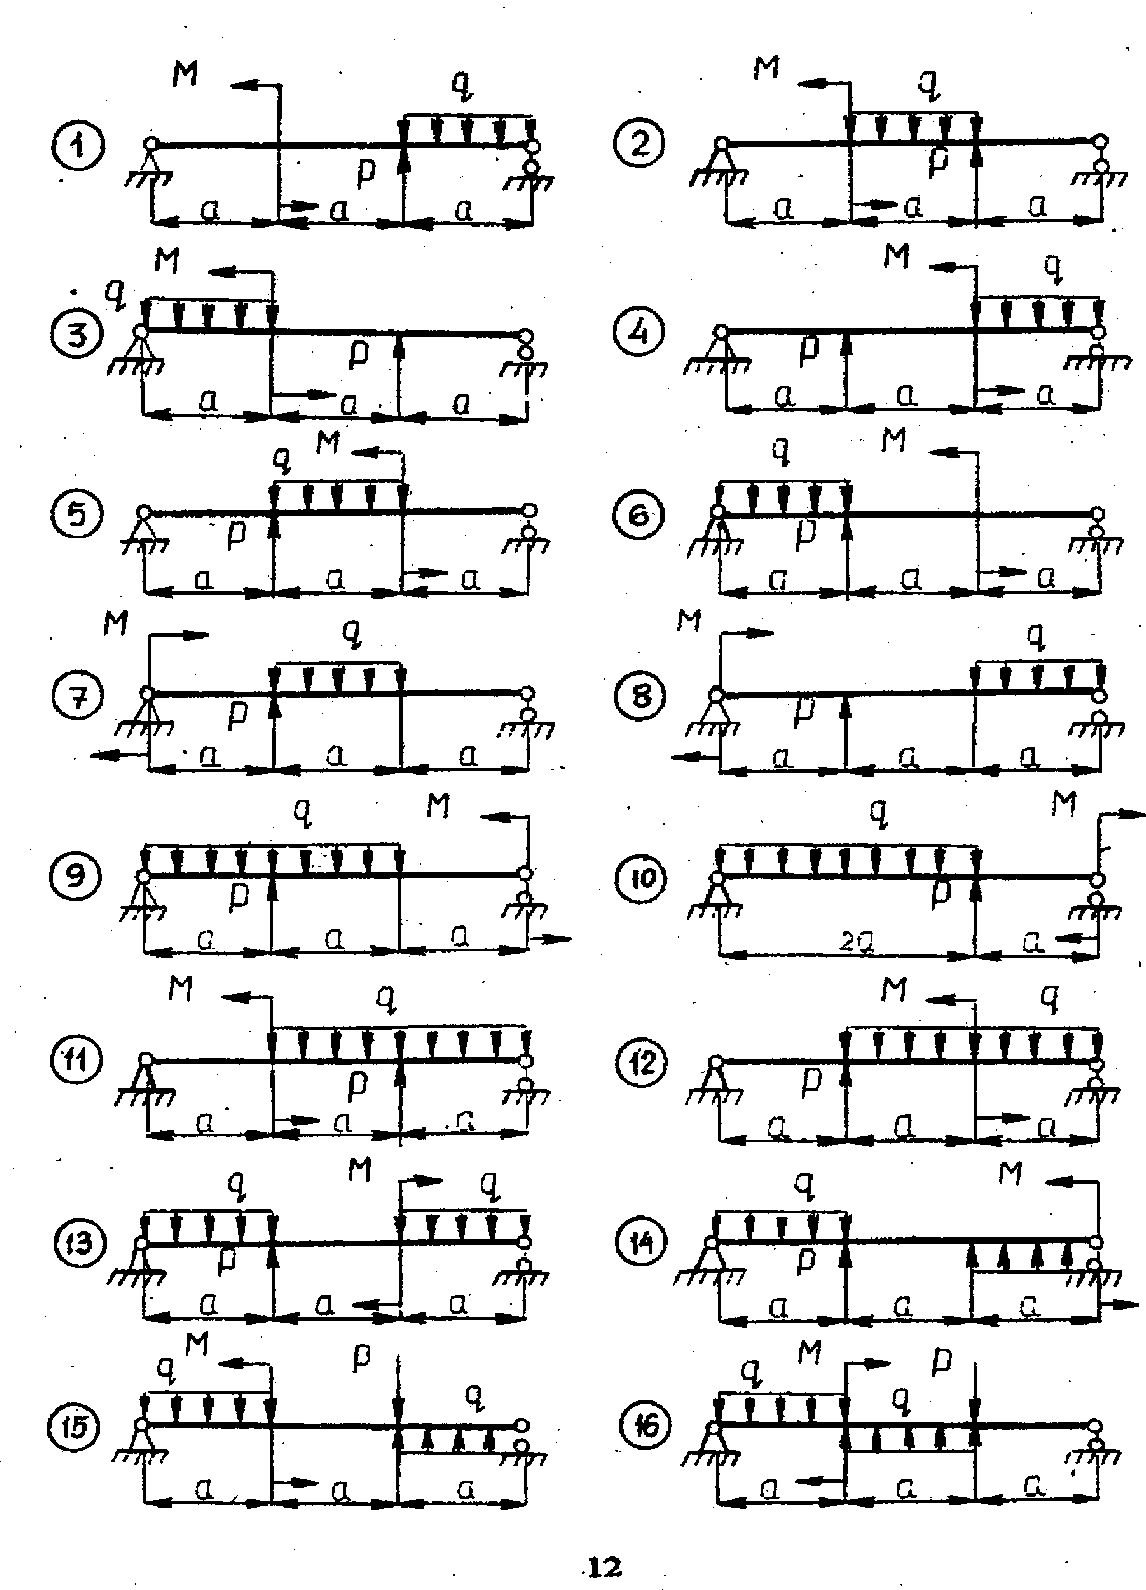 M q M q
1 P 2 P
a a a a a a
M M q
q 3 P 4 P
a a a a a a
q M q M
5 P 6 P
a a a a a a
M q M q
7 P 8 P
a a a a a a
q M q M
9 P 10 P
a a a 2a a
M q M q
11 P 12 P
a a a a a a
q M q q M
13 P 14 P
a a a a a a
q M P q M P
15 q 16 q
a a a a a a
12